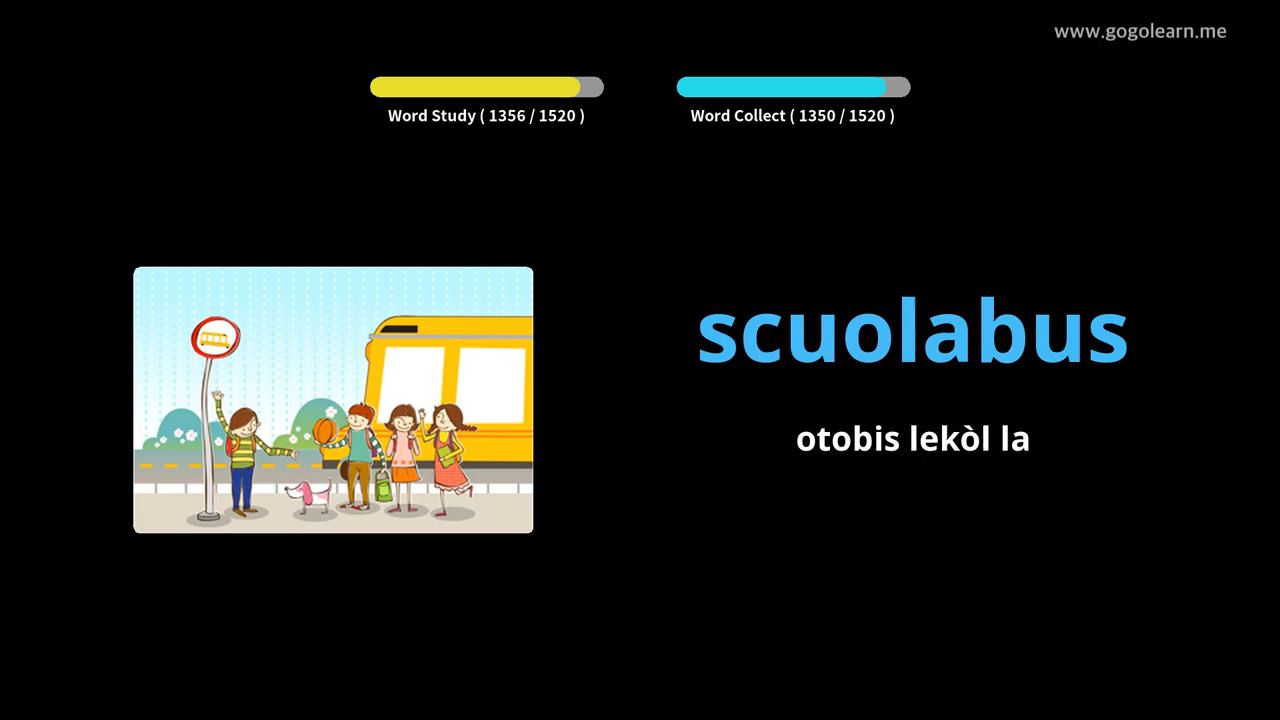 www.gogolearn.me
Word Study ( 1356 / 1520 )
Word Collect ( 1350 / 1520 )
scuolabus
otobis lekòl la